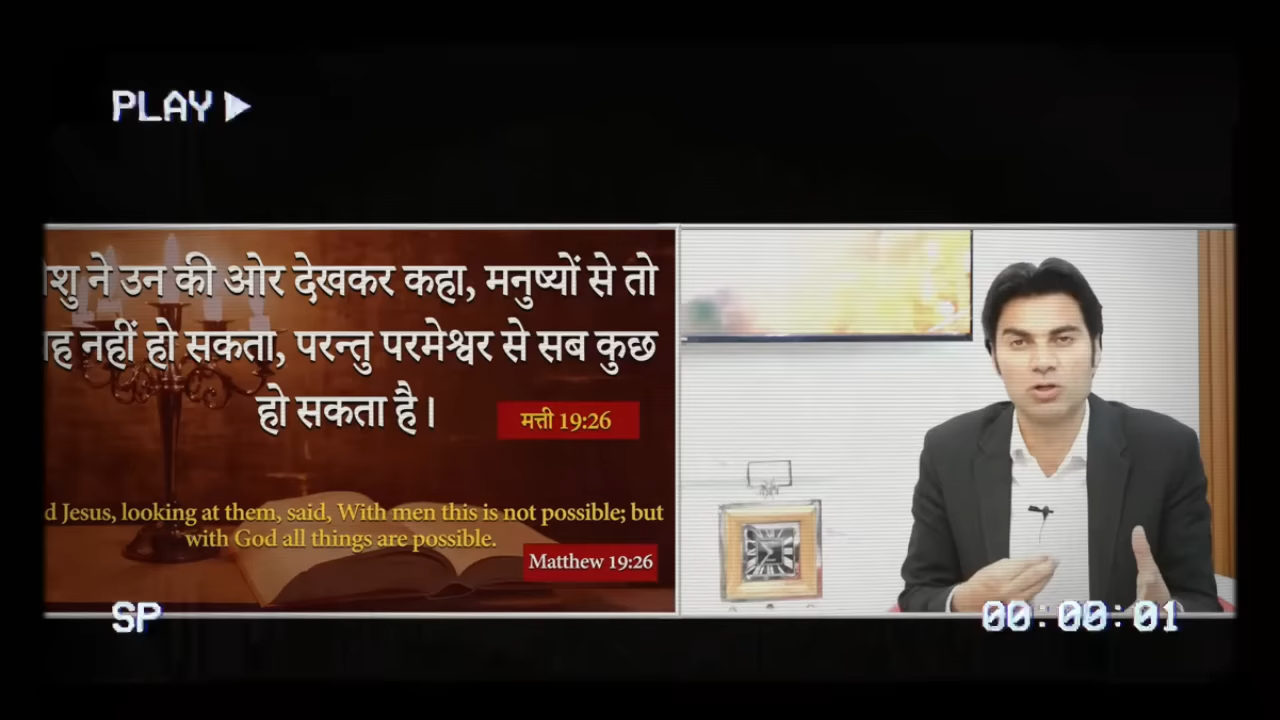 PLAY
शु ने उन की ओर देखकर कहा, मनुष्यों से तो
नहीं हो सकता, परन्तु परमेश्वर से सब कुछ
हो सकता है।
मत्ती 19:26
d Jesus, looking at them, said, With men this is not possible; but
with God all things are possible.
Matthew 19:26
SP
00:00:01